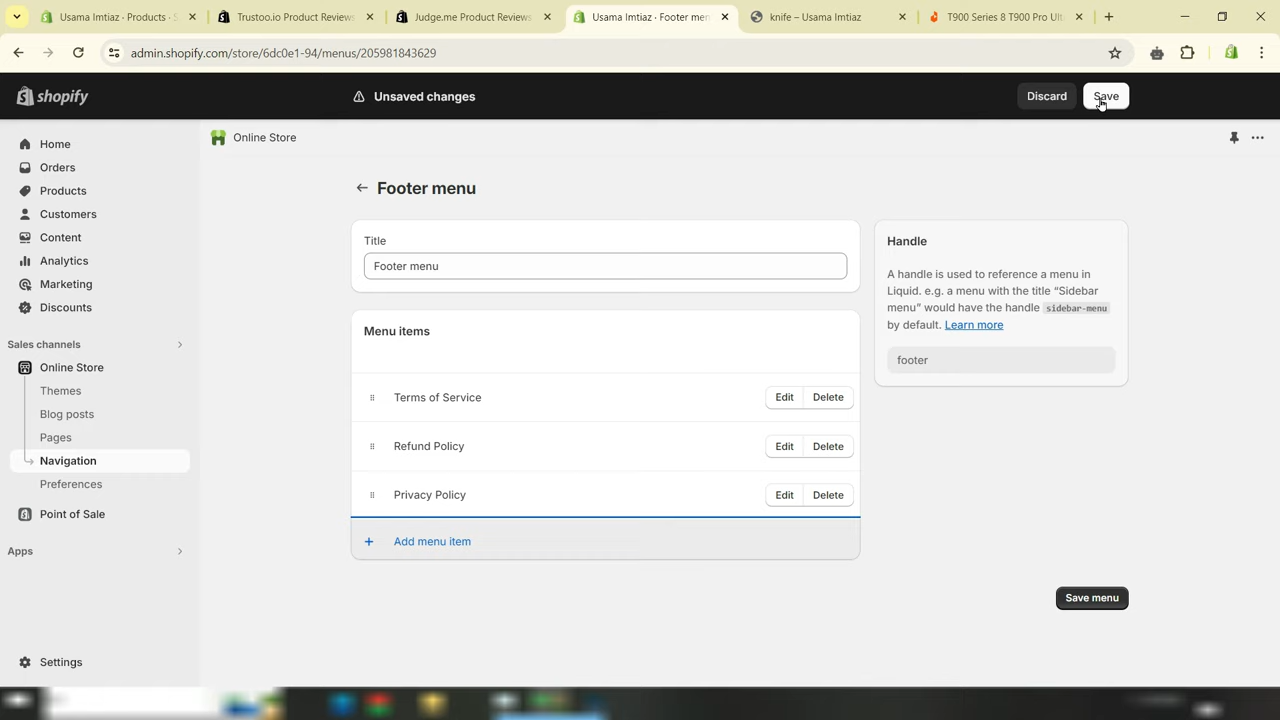 Usama Imtiaz · Products · S
Trustoo.io Product Reviews
Judge.me Product Reviews
Usama Imtiaz · Footer men
knife – Usama Imtiaz
T900 Series 8 T900 Pro Ult
admin.shopify.com/store/6dc0e1-94/menus/205981843629
shopify
Unsaved changes
Discard
Save
Home
Orders
Products
Customers
Content
Analytics
Marketing
Discounts
Sales channels
Online Store
Themes
Blog posts
Pages
Navigation
Preferences
Point of Sale
Apps
Settings
Online Store
Footer menu
Title
Footer menu
Menu items
Terms of Service
Edit
Delete
Refund Policy
Edit
Delete
Privacy Policy
Edit
Delete
+ Add menu item
Handle
A handle is used to reference a menu in
Liquid. e.g. a menu with the title “Sidebar
menu” would have the handle sidebar-menu
by default. Learn more
footer
Save menu